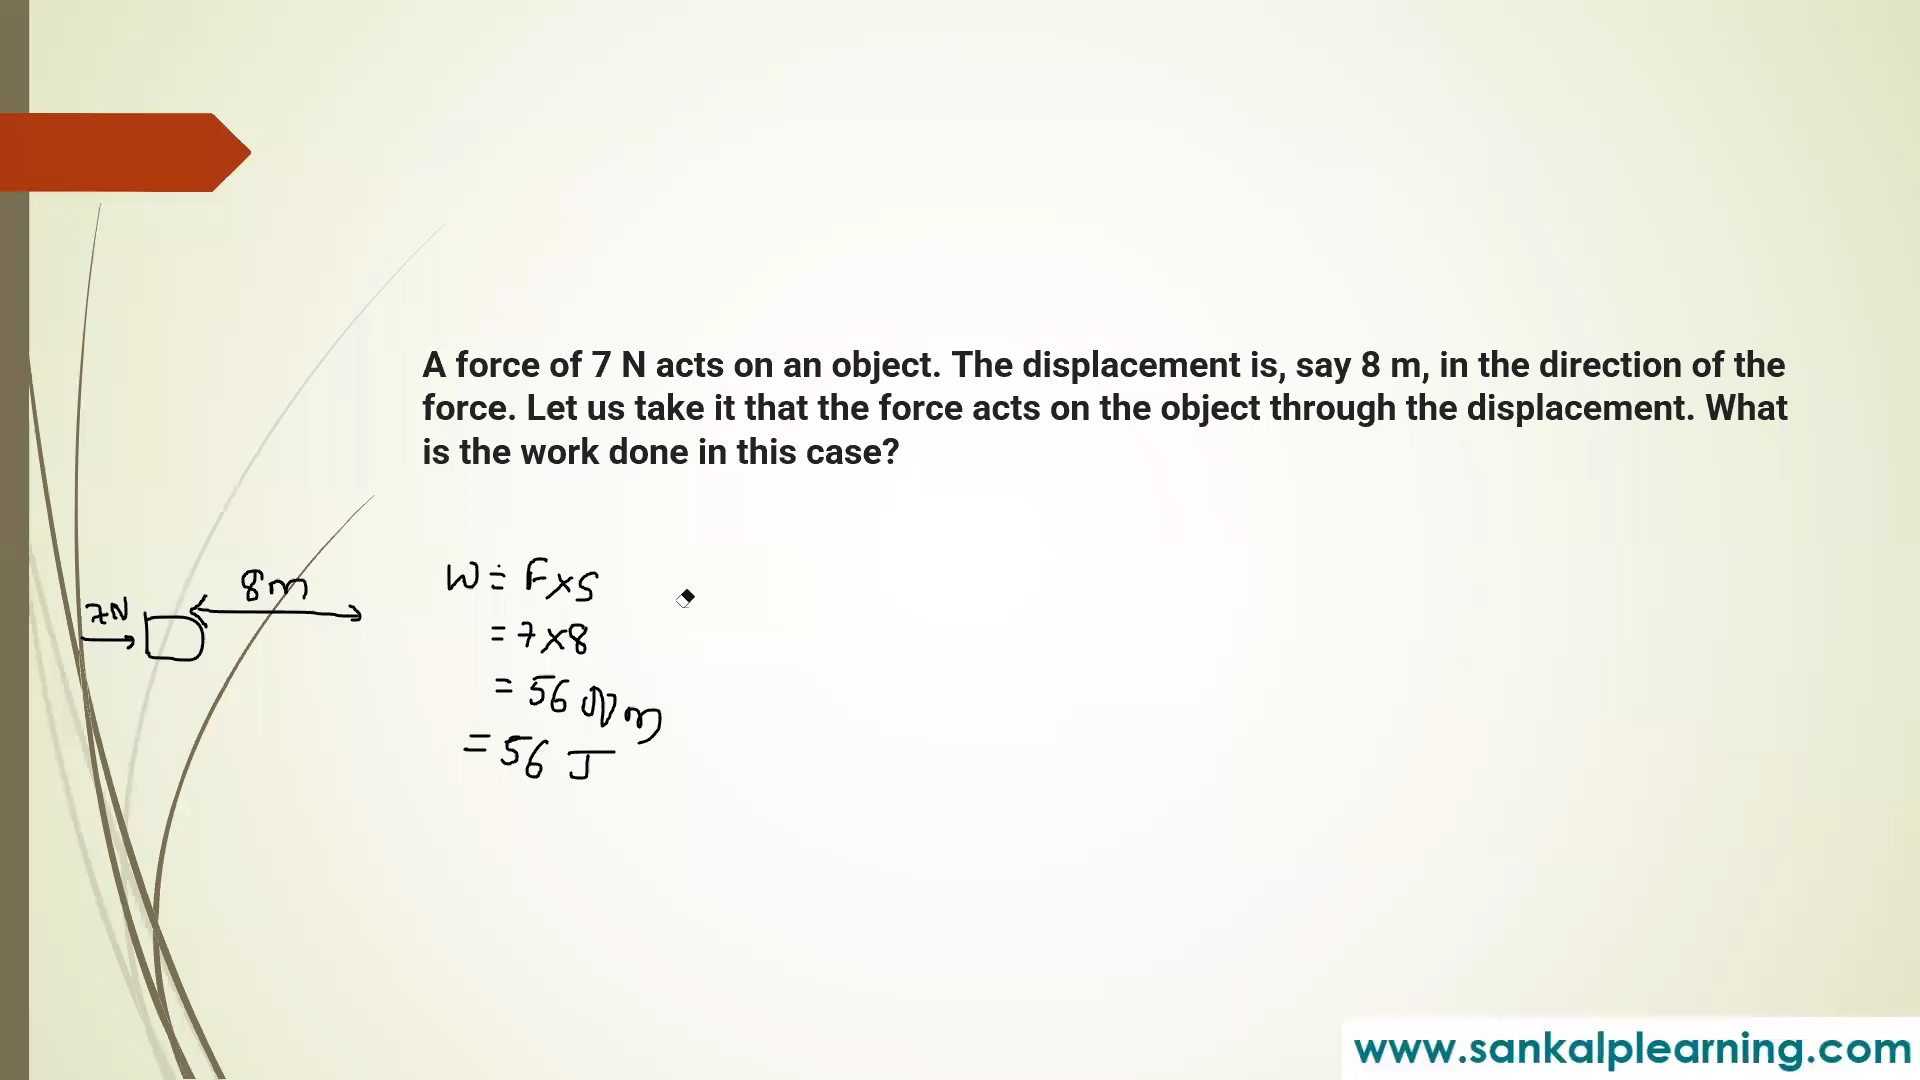 A force of 7 N acts on an object. The displacement is, say 8 m, in the direction of the
force. Let us take it that the force acts on the object through the displacement. What
is the work done in this case?
8m
7N
W = F×S
= 7×8
= 56 Nm
= 56 J
www.sankalplearning.com